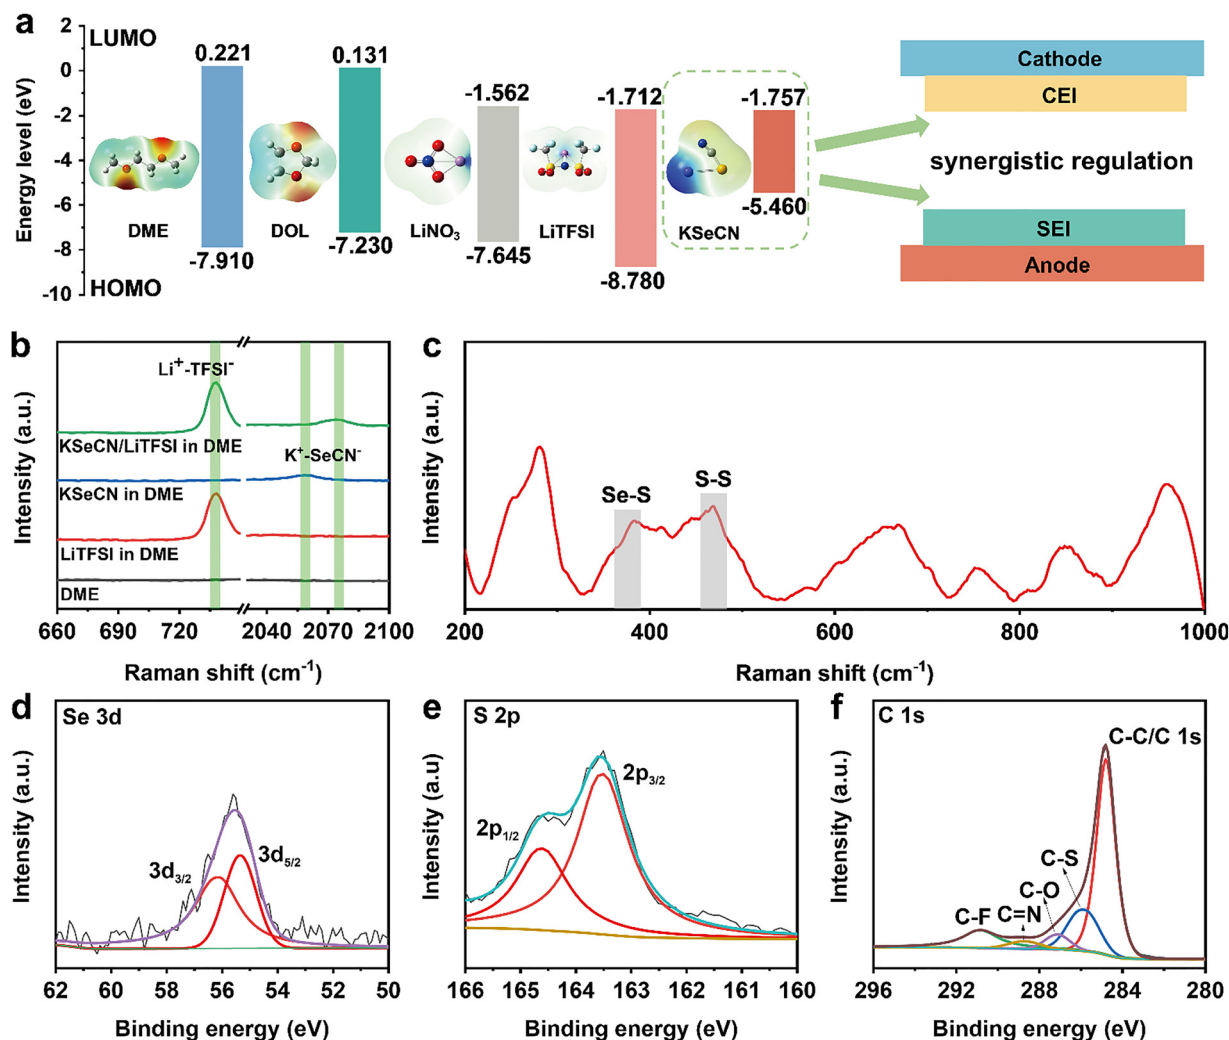 a
LUMO
HOMO
Energy level (eV)
2
0
-2
-4
-6
-8
-10
0.221
DME
-7.910
0.131
DOL
-7.230
-1.562
LiNO₃
-7.645
-1.712
LiTFSI
-8.780
-1.757
KSeCN
-5.460
Cathode
CEI
synergistic regulation
SEI
Anode
b
Intensity (a.u.)
Li⁺-TFSI⁻
KSeCN/LiTFSI in DME
K⁺-SeCN⁻
KSeCN in DME
LiTFSI in DME
DME
660 690 720 2040 2070 2100
Raman shift (cm⁻¹)
c
Intensity (a.u.)
Se-S
S-S
200 400 600 800 1000
Raman shift (cm⁻¹)
d
Se 3d
Intensity (a.u.)
3d₃/₂
3d₅/₂
62 60 58 56 54 52 50
Binding energy (eV)
e
S 2p
Intensity (a.u.)
2p₁/₂
2p₃/₂
166 165 164 163 162 161 160
Binding energy (eV)
f
C 1s
Intensity (a.u.)
C-C/C 1s
C-S
C-O
C=N
C-F
296 292 288 284 280
Binding energy (eV)